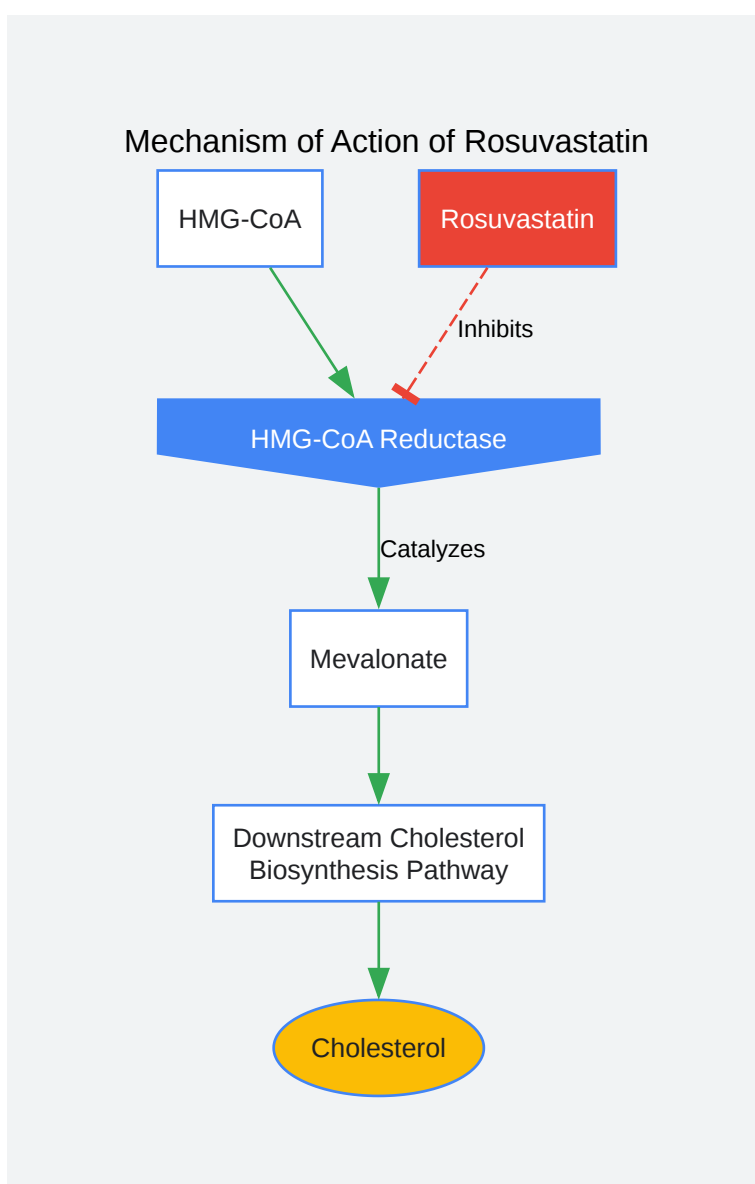 Mechanism of Action of Rosuvastatin
HMG-CoA
Rosuvastatin
Inhibits
HMG-CoA Reductase
Catalyzes
Mevalonate
Downstream Cholesterol
Biosynthesis Pathway
Cholesterol